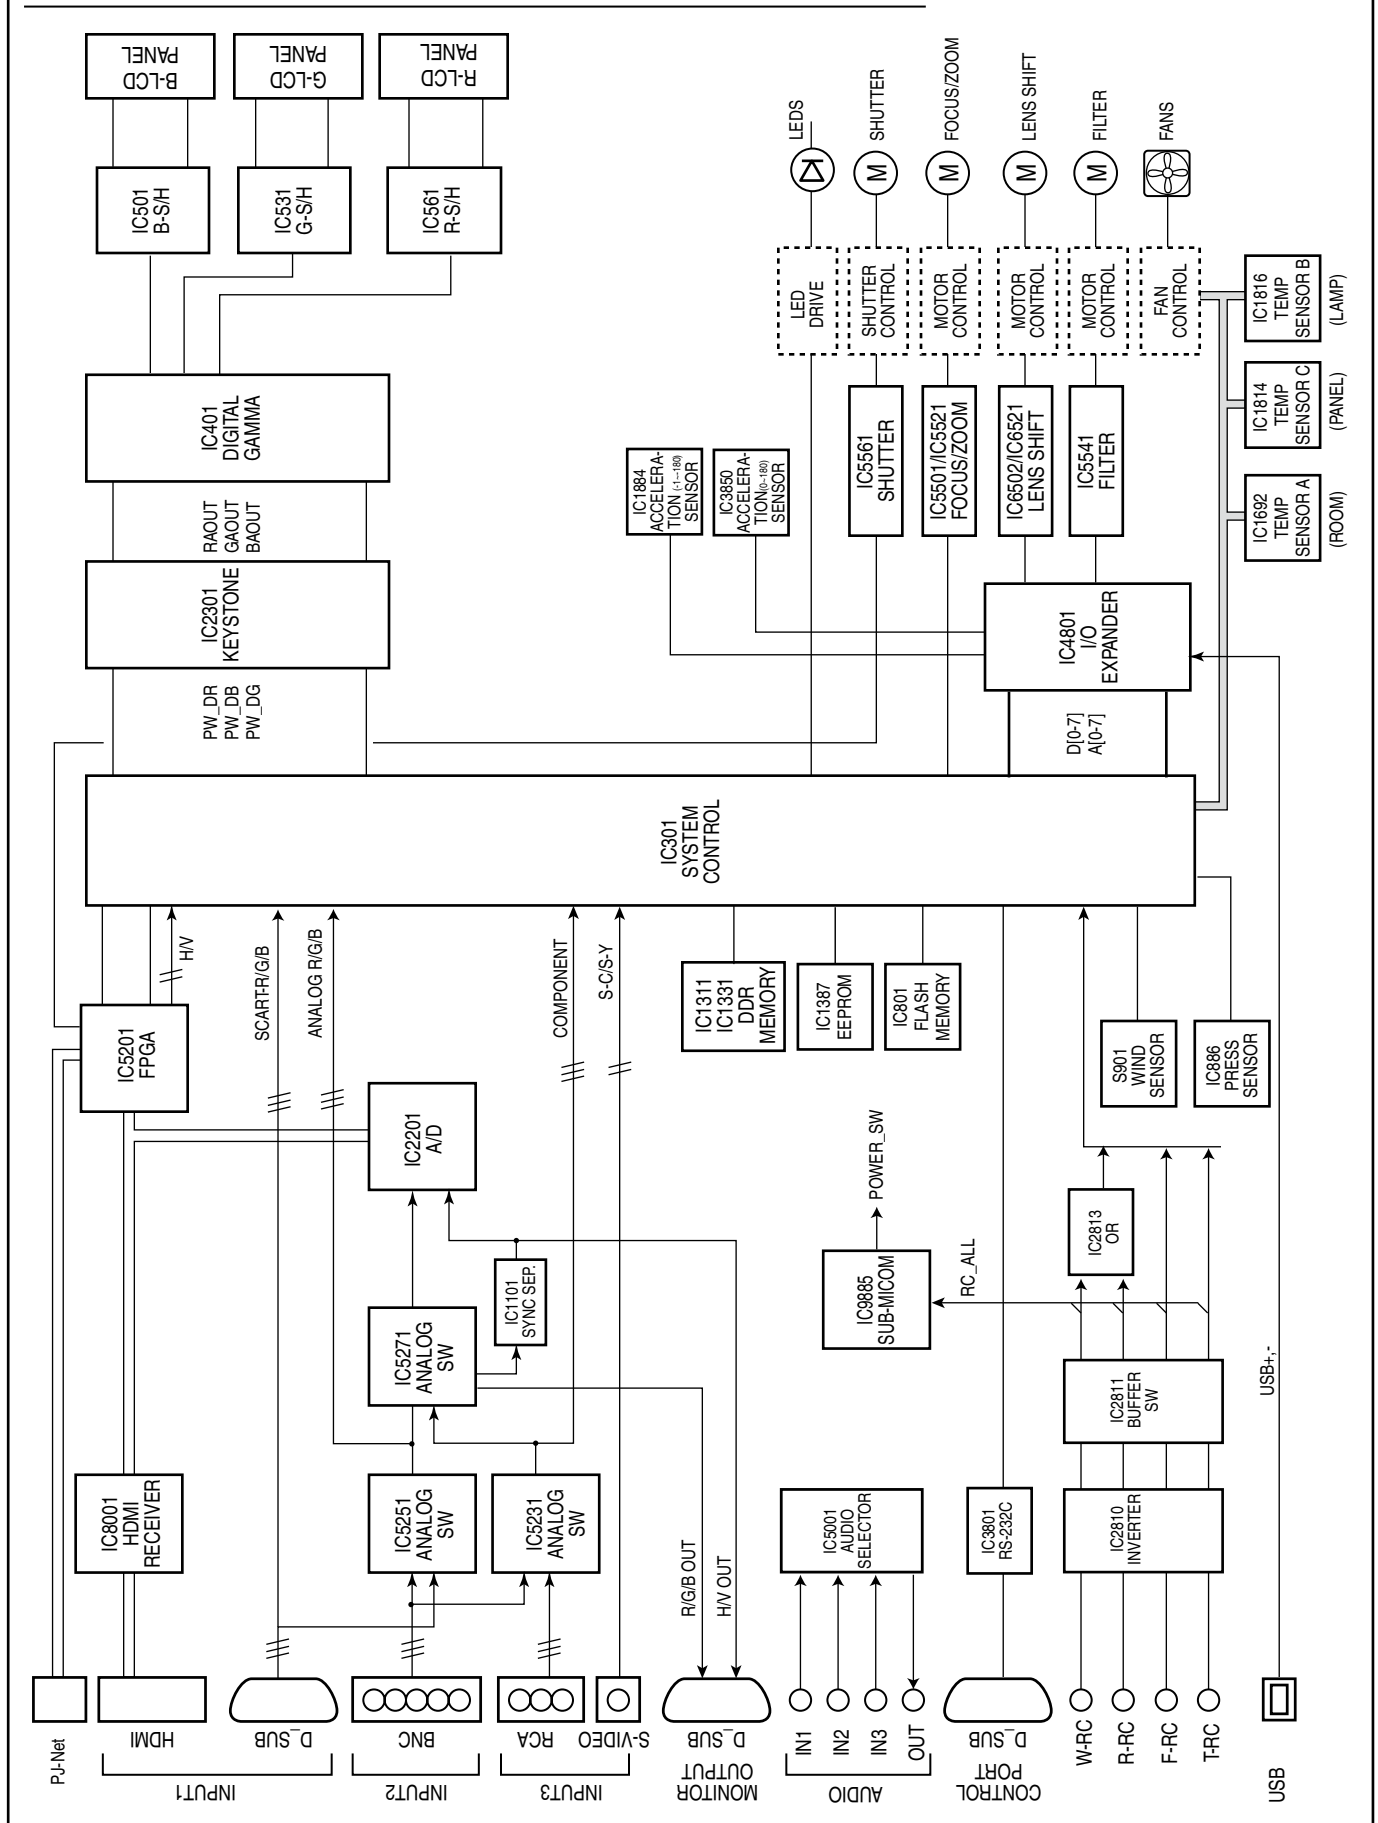 PJ-Net
HDMI
D_SUB
INPUT1
BNC
INPUT2
RCA
S-VIDEO
INPUT3
D_SUB
MONITOR
OUTPUT
IN1
IN2
IN3
OUT
AUDIO
D_SUB
CONTROL
PORT
W-RC
R-RC
F-RC
T-RC
USB
IC8001
HDMI
RECEIVER
IC5251
ANALOG
SW
IC5231
ANALOG
SW
R/G/B OUT
H/V OUT
IC5001
AUDIO
SELECTOR
IC3801
RS-232C
IC2810
INVERTER
IC5271
ANALOG
SW
IC1101
SYNC SEP.
IC9885
SUB-MICOM
POWER_SW
RC_ALL
IC2811
BUFFER
SW
IC2813
OR
USB+,-
IC5201
FPGA
IC2201
A/D
H/V
SCART-R/G/B
ANALOG R/G/B
COMPONENT
S-C/S-Y
IC1311
IC1331
DDR
MEMORY
IC1387
EEPROM
IC801
FLASH
MEMORY
S901
WIND
SENSOR
IC886
PRESS
SENSOR
IC301
SYSTEM
CONTROL
PW_DR
PW_DB
PW_DG
D[0-7]
A[0-7]
IC2301
KEYSTONE
IC4801
I/O
EXPANDER
RAOUT
GAOUT
BAOUT
IC401
DIGITAL
GAMMA
IC1884
ACCELERA-
TION (-1~-180)
SENSOR
IC3850
ACCELERA-
TION(0~180)
SENSOR
IC5561
SHUTTER
IC5501/IC5521
FOCUS/ZOOM
IC6502/IC6521
LENS SHIFT
IC5541
FILTER
IC1692
TEMP
SENSOR A
(ROOM)
IC1814
TEMP
SENSOR C
(PANEL)
IC1816
TEMP
SENSOR B
(LAMP)
LED
DRIVE
SHUTTER
CONTROL
MOTOR
CONTROL
MOTOR
CONTROL
MOTOR
CONTROL
FAN
CONTROL
IC501
B-S/H
IC531
G-S/H
IC561
R-S/H
M
M
M
M
LEDS
SHUTTER
FOCUS/ZOOM
LENS SHIFT
FILTER
FANS
B-LCD
PANEL
G-LCD
PANEL
R-LCD
PANEL